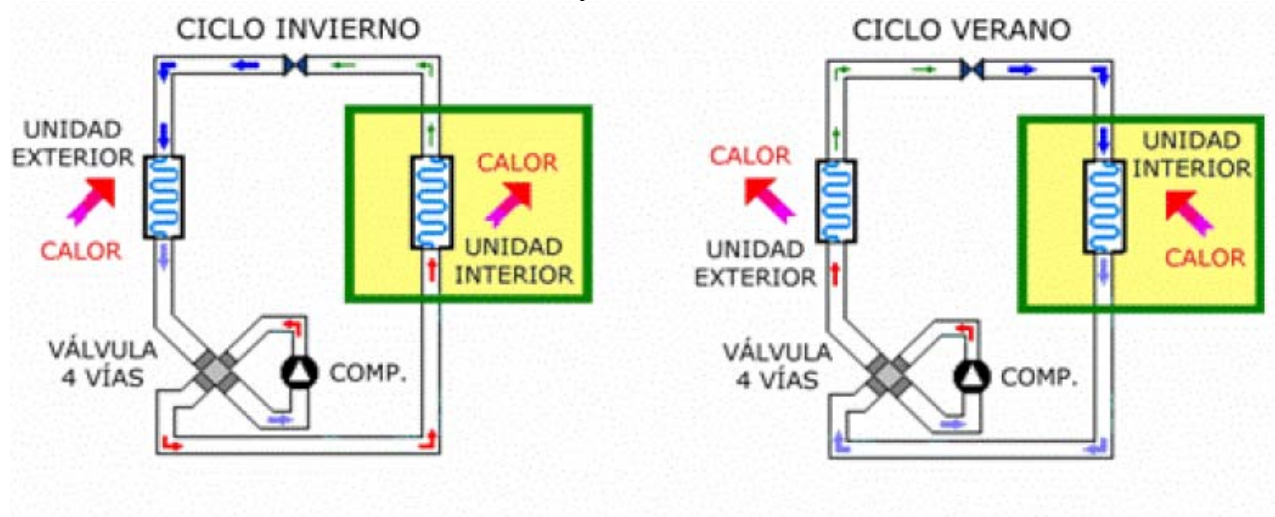 CICLO INVIERNO
UNIDAD
EXTERIOR
CALOR
CALOR
UNIDAD
INTERIOR
VÁLVULA
4 VÍAS
COMP.
CICLO VERANO
CALOR
UNIDAD
EXTERIOR
UNIDAD
INTERIOR
CALOR
VÁLVULA
4 VÍAS
COMP.